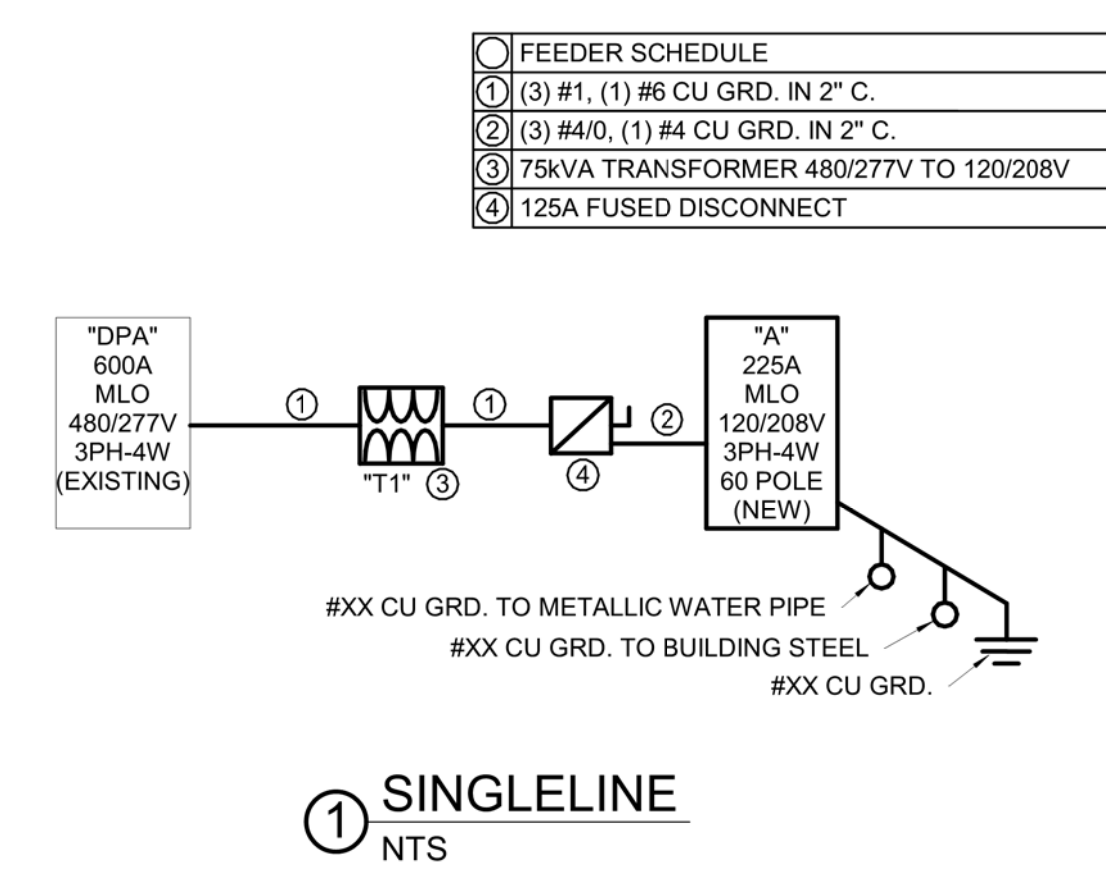 FEEDER SCHEDULE
1 (3) #1, (1) #6 CU GRD. IN 2" C.
2 (3) #4/0, (1) #4 CU GRD. IN 2" C.
3 75kVA TRANSFORMER 480/277V TO 120/208V
4 125A FUSED DISCONNECT
"DPA"
600A
MLO
480/277V
3PH-4W
(EXISTING)
1
"T1" 3
1
4
2
"A"
225A
MLO
120/208V
3PH-4W
60 POLE
(NEW)
#XX CU GRD. TO METALLIC WATER PIPE
#XX CU GRD. TO BUILDING STEEL
#XX CU GRD.
1 SINGLELINE
NTS